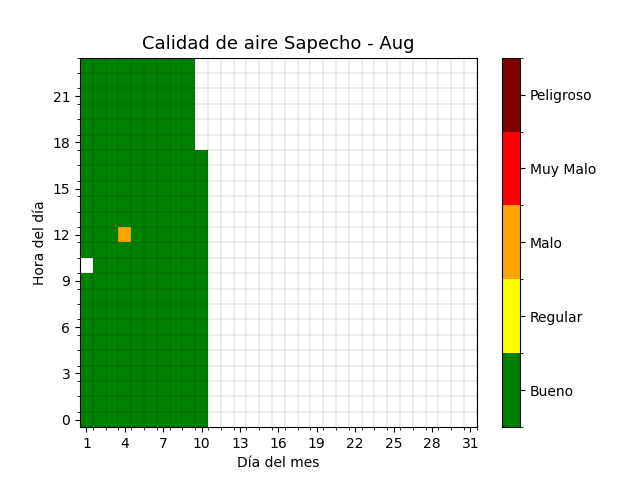 Calidad de aire Sapecho - Aug
Hora del día
21
18
15
12
9
6
3
0
1 4 7 10 13 16 19 22 25 28 31
Día del mes
Peligroso
Muy Malo
Malo
Regular
Bueno